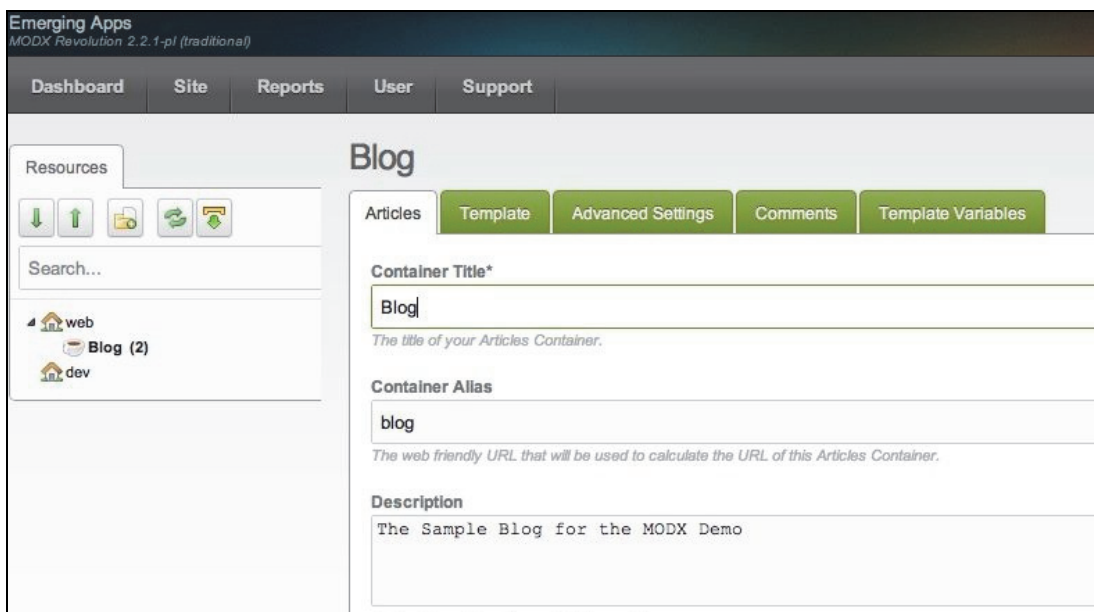 Emerging Apps
MODX Revolution 2.2.1-pl (traditional)
Dashboard Site Reports User Support
Resources
Search...
web
Blog (2)
dev
Blog
Articles Template Advanced Settings Comments Template Variables
Container Title*
Blog
The title of your Articles Container.
Container Alias
blog
The web friendly URL that will be used to calculate the URL of this Articles Container.
Description
The Sample Blog for the MODX Demo